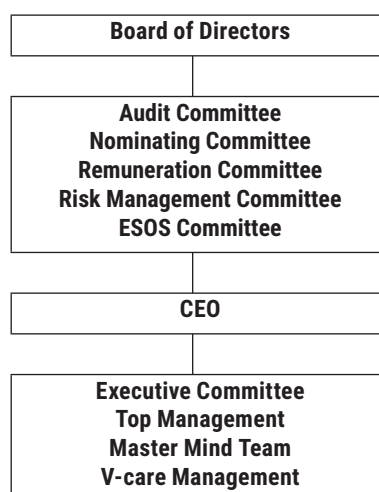 Board of Directors
Audit Committee
Nominating Committee
Remuneration Committee
Risk Management Committee
ESOS Committee
CEO
Executive Committee
Top Management
Master Mind Team
V-care Management